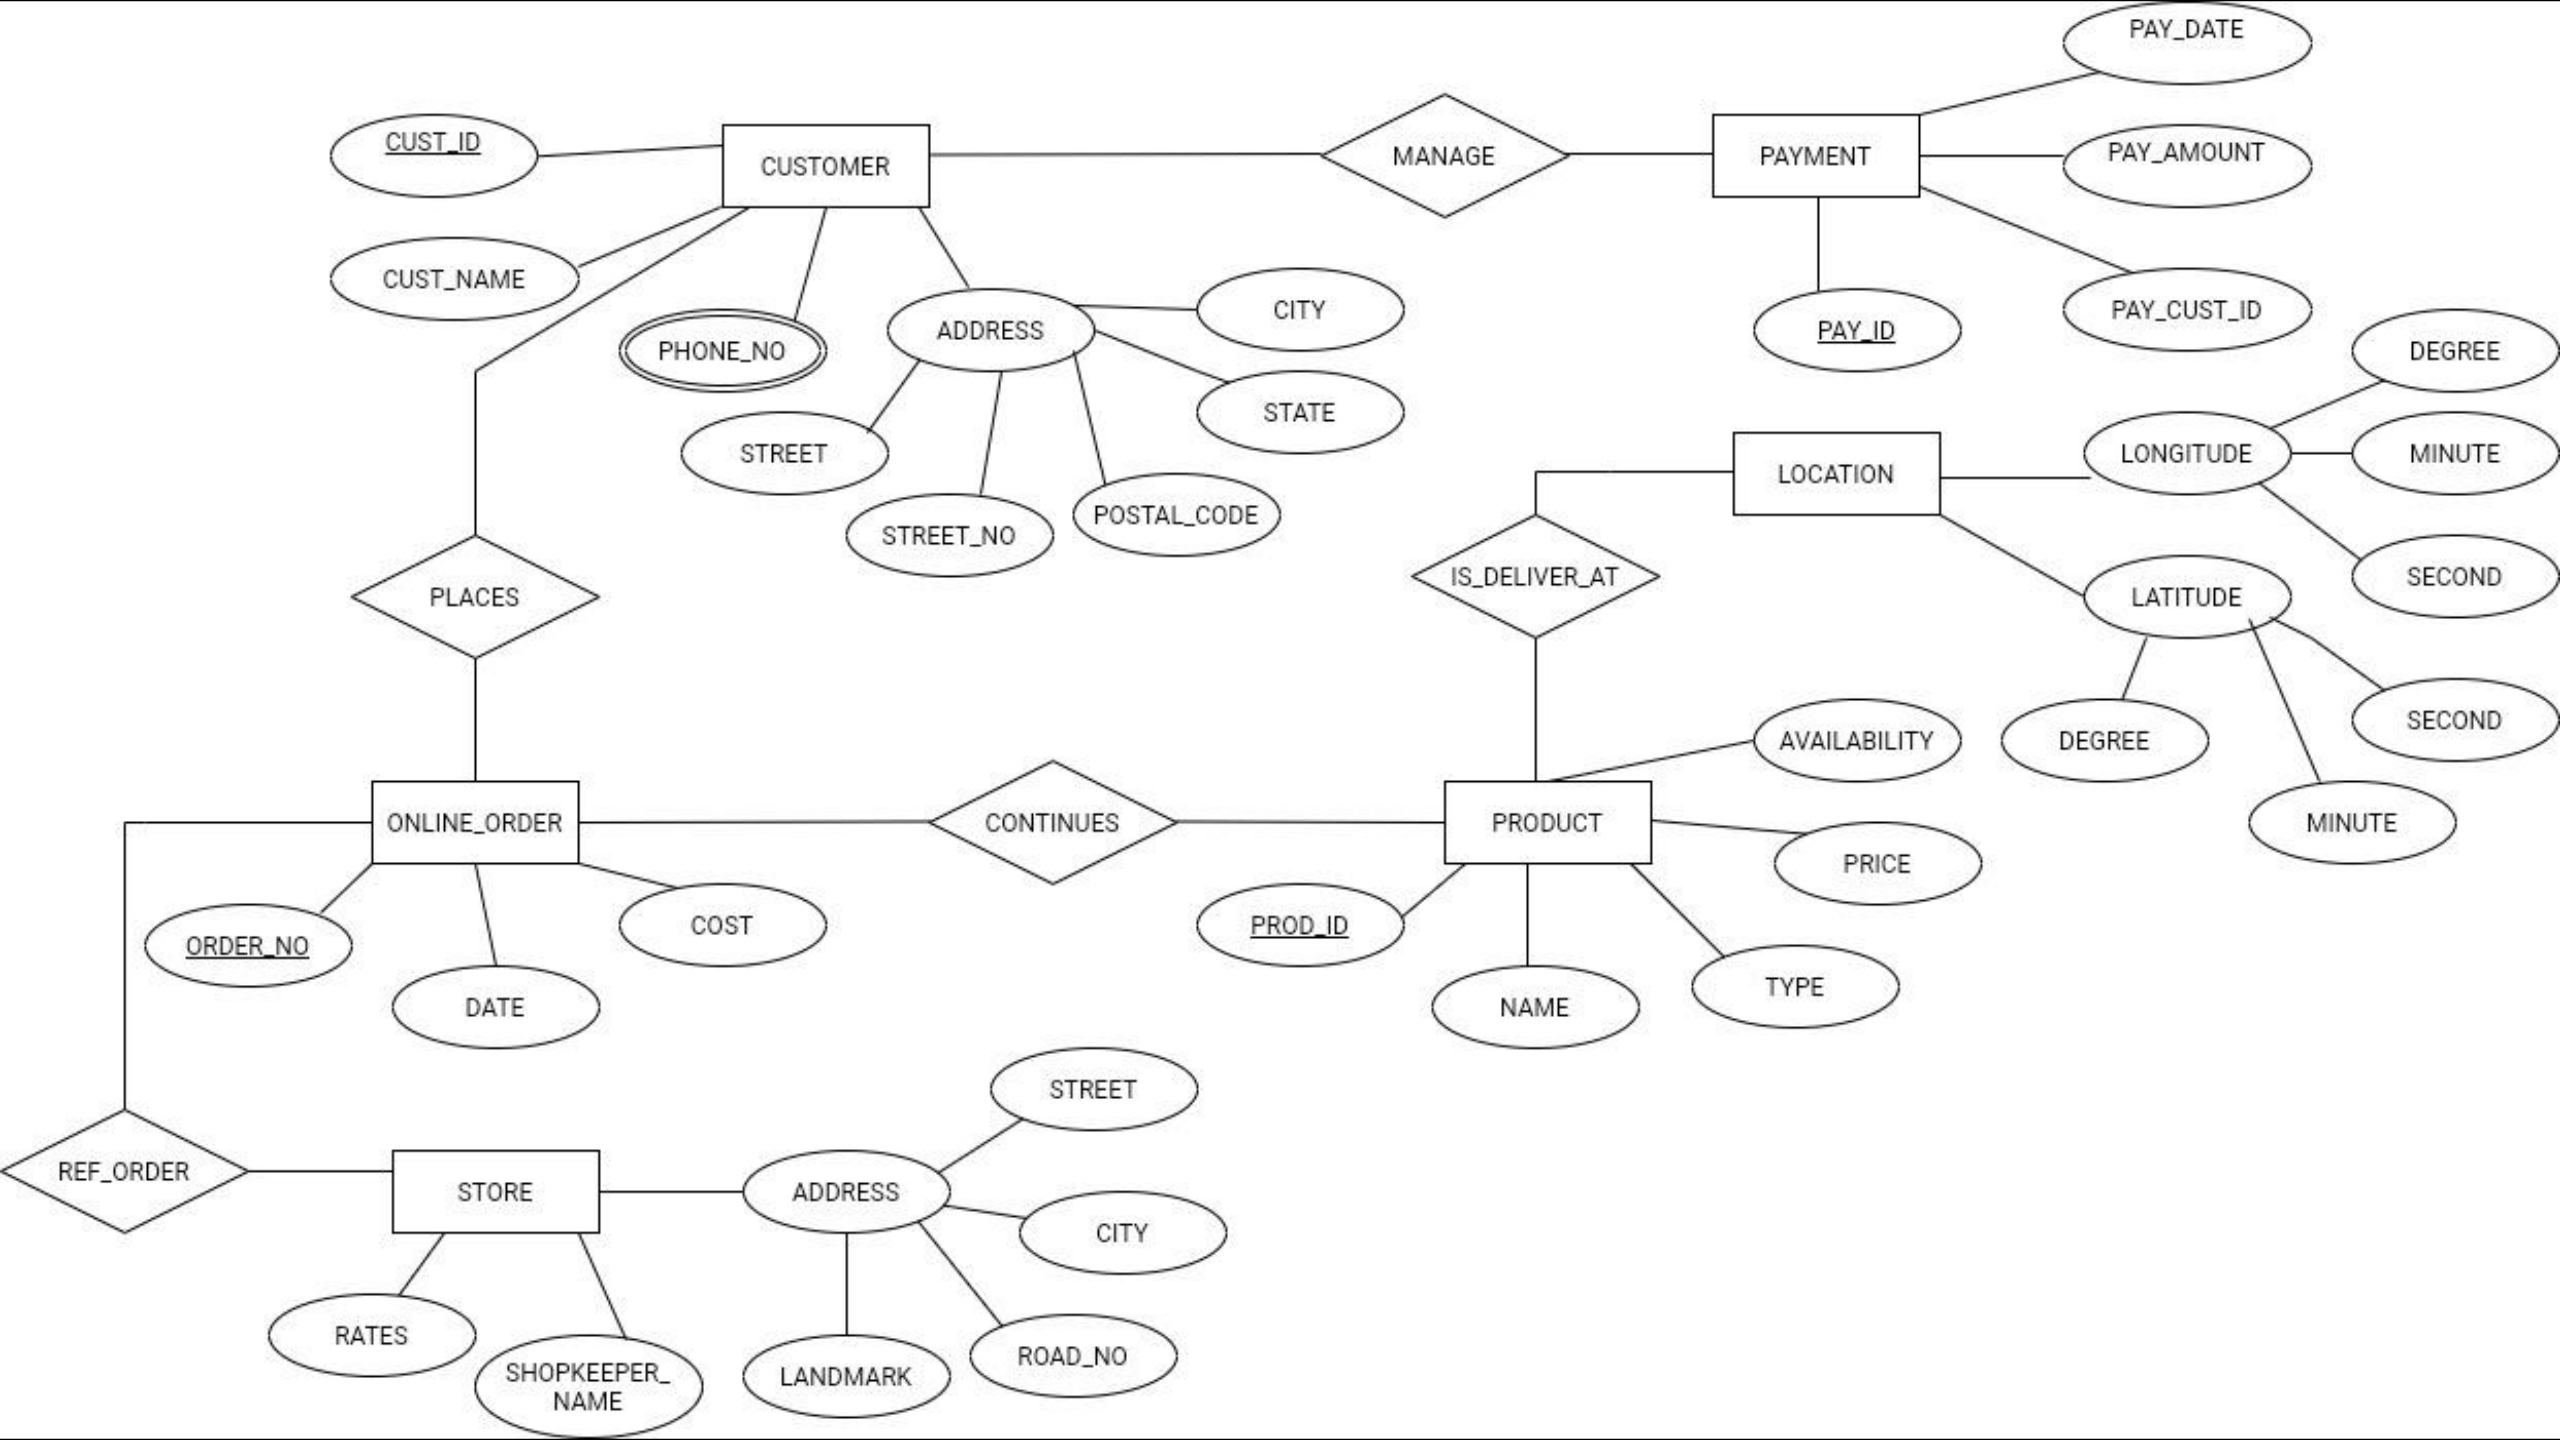 PAY_DATE
CUST_ID
CUSTOMER
MANAGE
PAYMENT
PAY_AMOUNT
CUST_NAME
PHONE_NO
ADDRESS
CITY
PAY_ID
PAY_CUST_ID
DEGREE
STREET
STATE
LOCATION
LONGITUDE
MINUTE
STREET_NO
POSTAL_CODE
IS_DELIVER_AT
SECOND
PLACES
LATITUDE
AVAILABILITY
DEGREE
SECOND
ONLINE_ORDER
CONTINUES
PRODUCT
MINUTE
PRICE
ORDER_NO
COST
PROD_ID
DATE
NAME
TYPE
STREET
REF_ORDER
STORE
ADDRESS
CITY
RATES
SHOPKEEPER_
NAME
LANDMARK
ROAD_NO